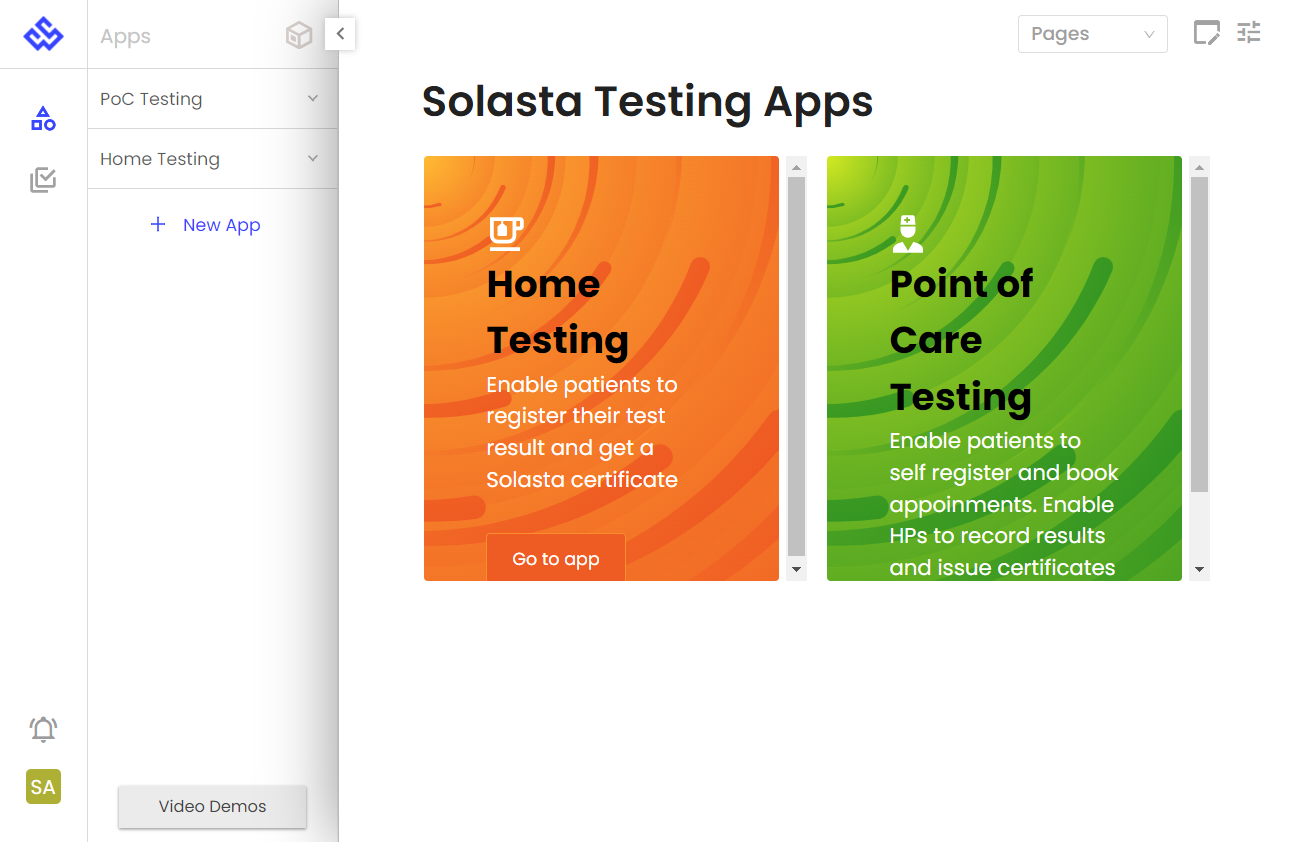 Apps
PoC Testing
Home Testing
+ New App
SA
Video Demos
Pages
Solasta Testing Apps
Home
Testing
Enable patients to
register their test
result and get a
Solasta certificate
Go to app
Point of
Care
Testing
Enable patients to
self register and book
appoinments. Enable
HPs to record results
and issue certificates